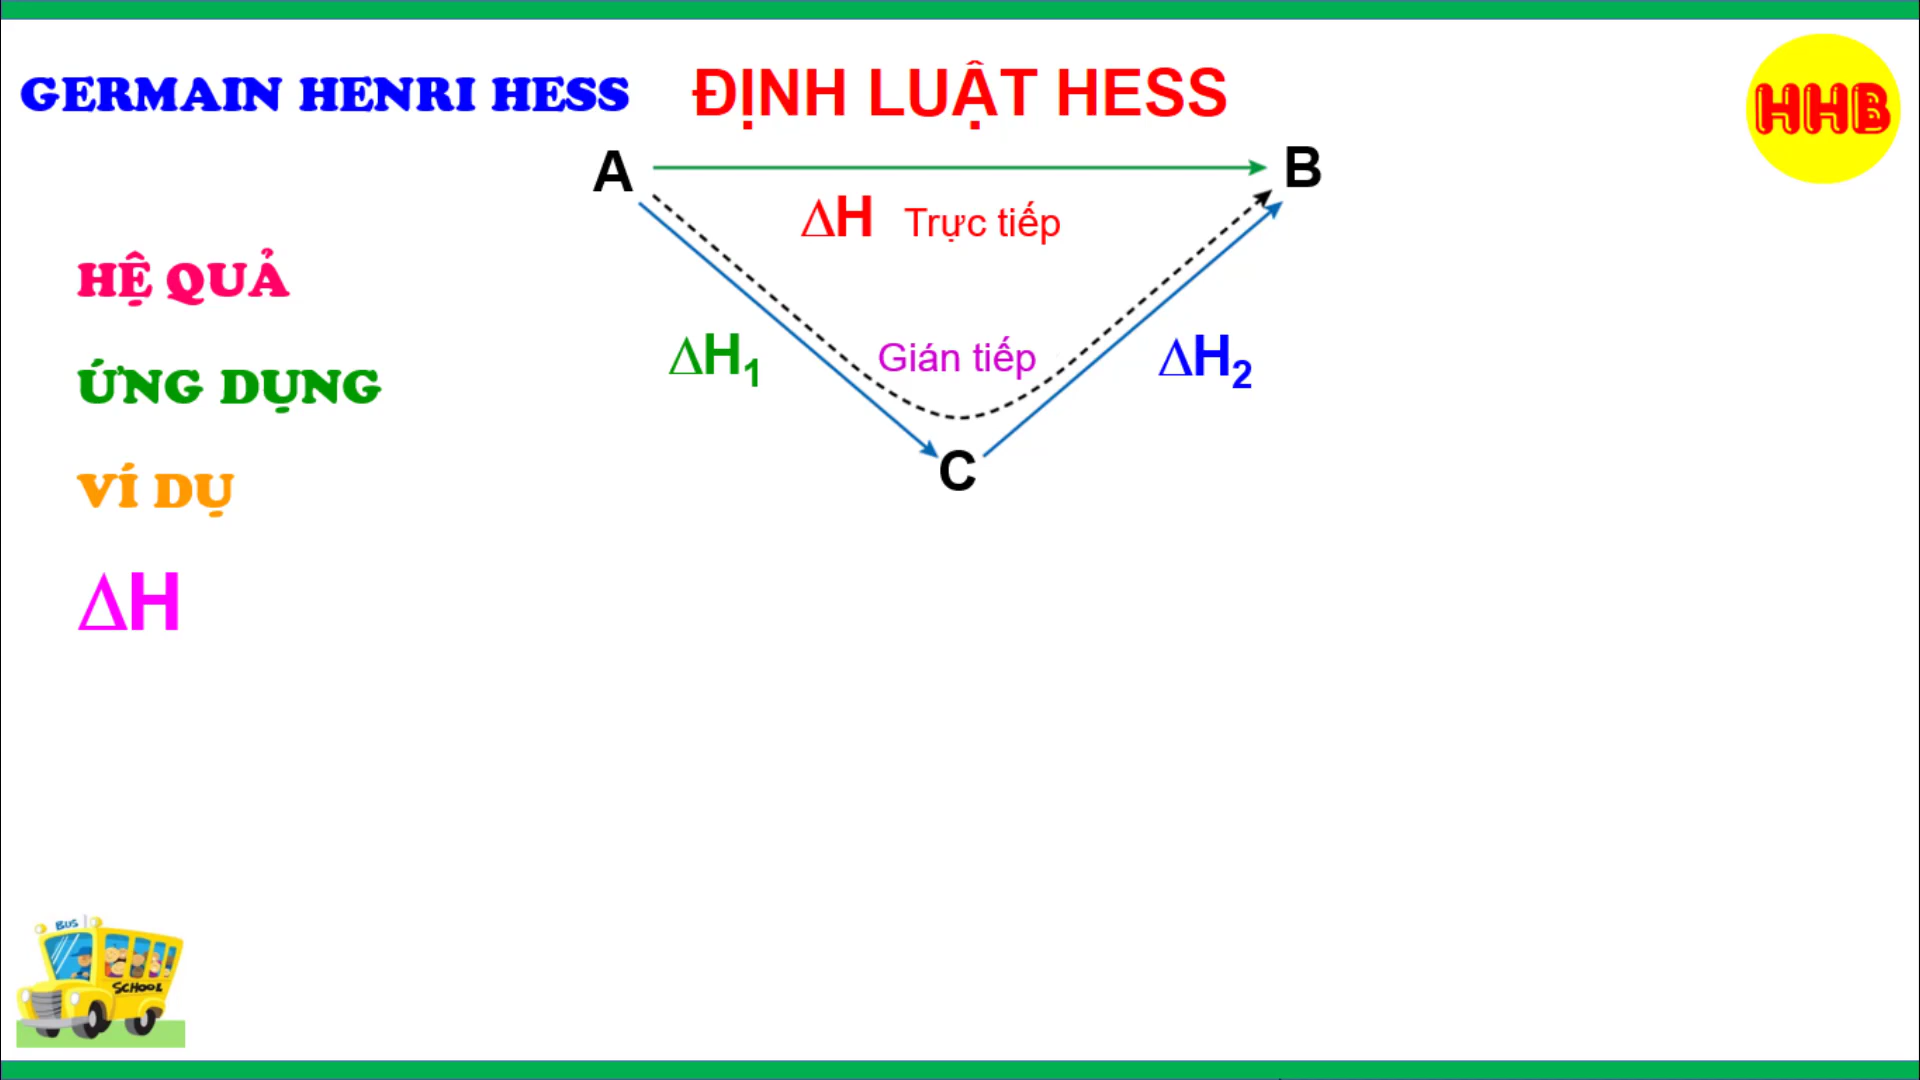 GERMAIN HENRI HESS
ĐỊNH LUẬT HESS
HHB
A
B
ΔH Trực tiếp
HỆ QUẢ
ΔH₁
Gián tiếp
ΔH₂
ỨNG DỤNG
C
VÍ DỤ
ΔH
BUS
SCHOOL